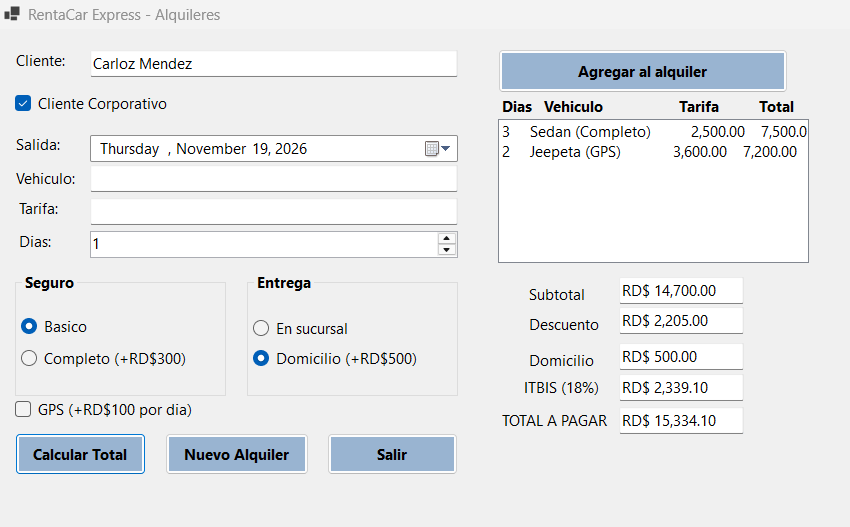 RentaCar Express - Alquileres
Cliente: Carloz Mendez
Cliente Corporativo
Salida: Thursday , November 19, 2026
Vehiculo:
Tarifa:
Dias: 1
Seguro
Basico
Completo (+RD$300)
Entrega
En sucursal
Domicilio (+RD$500)
GPS (+RD$100 por dia)
Calcular Total
Nuevo Alquiler
Salir
Agregar al alquiler
Dias Vehiculo Tarifa Total
3 Sedan (Completo) 2,500.00 7,500.0
2 Jeepeta (GPS) 3,600.00 7,200.00
Subtotal RD$ 14,700.00
Descuento RD$ 2,205.00
Domicilio RD$ 500.00
ITBIS (18%) RD$ 2,339.10
TOTAL A PAGAR RD$ 15,334.10